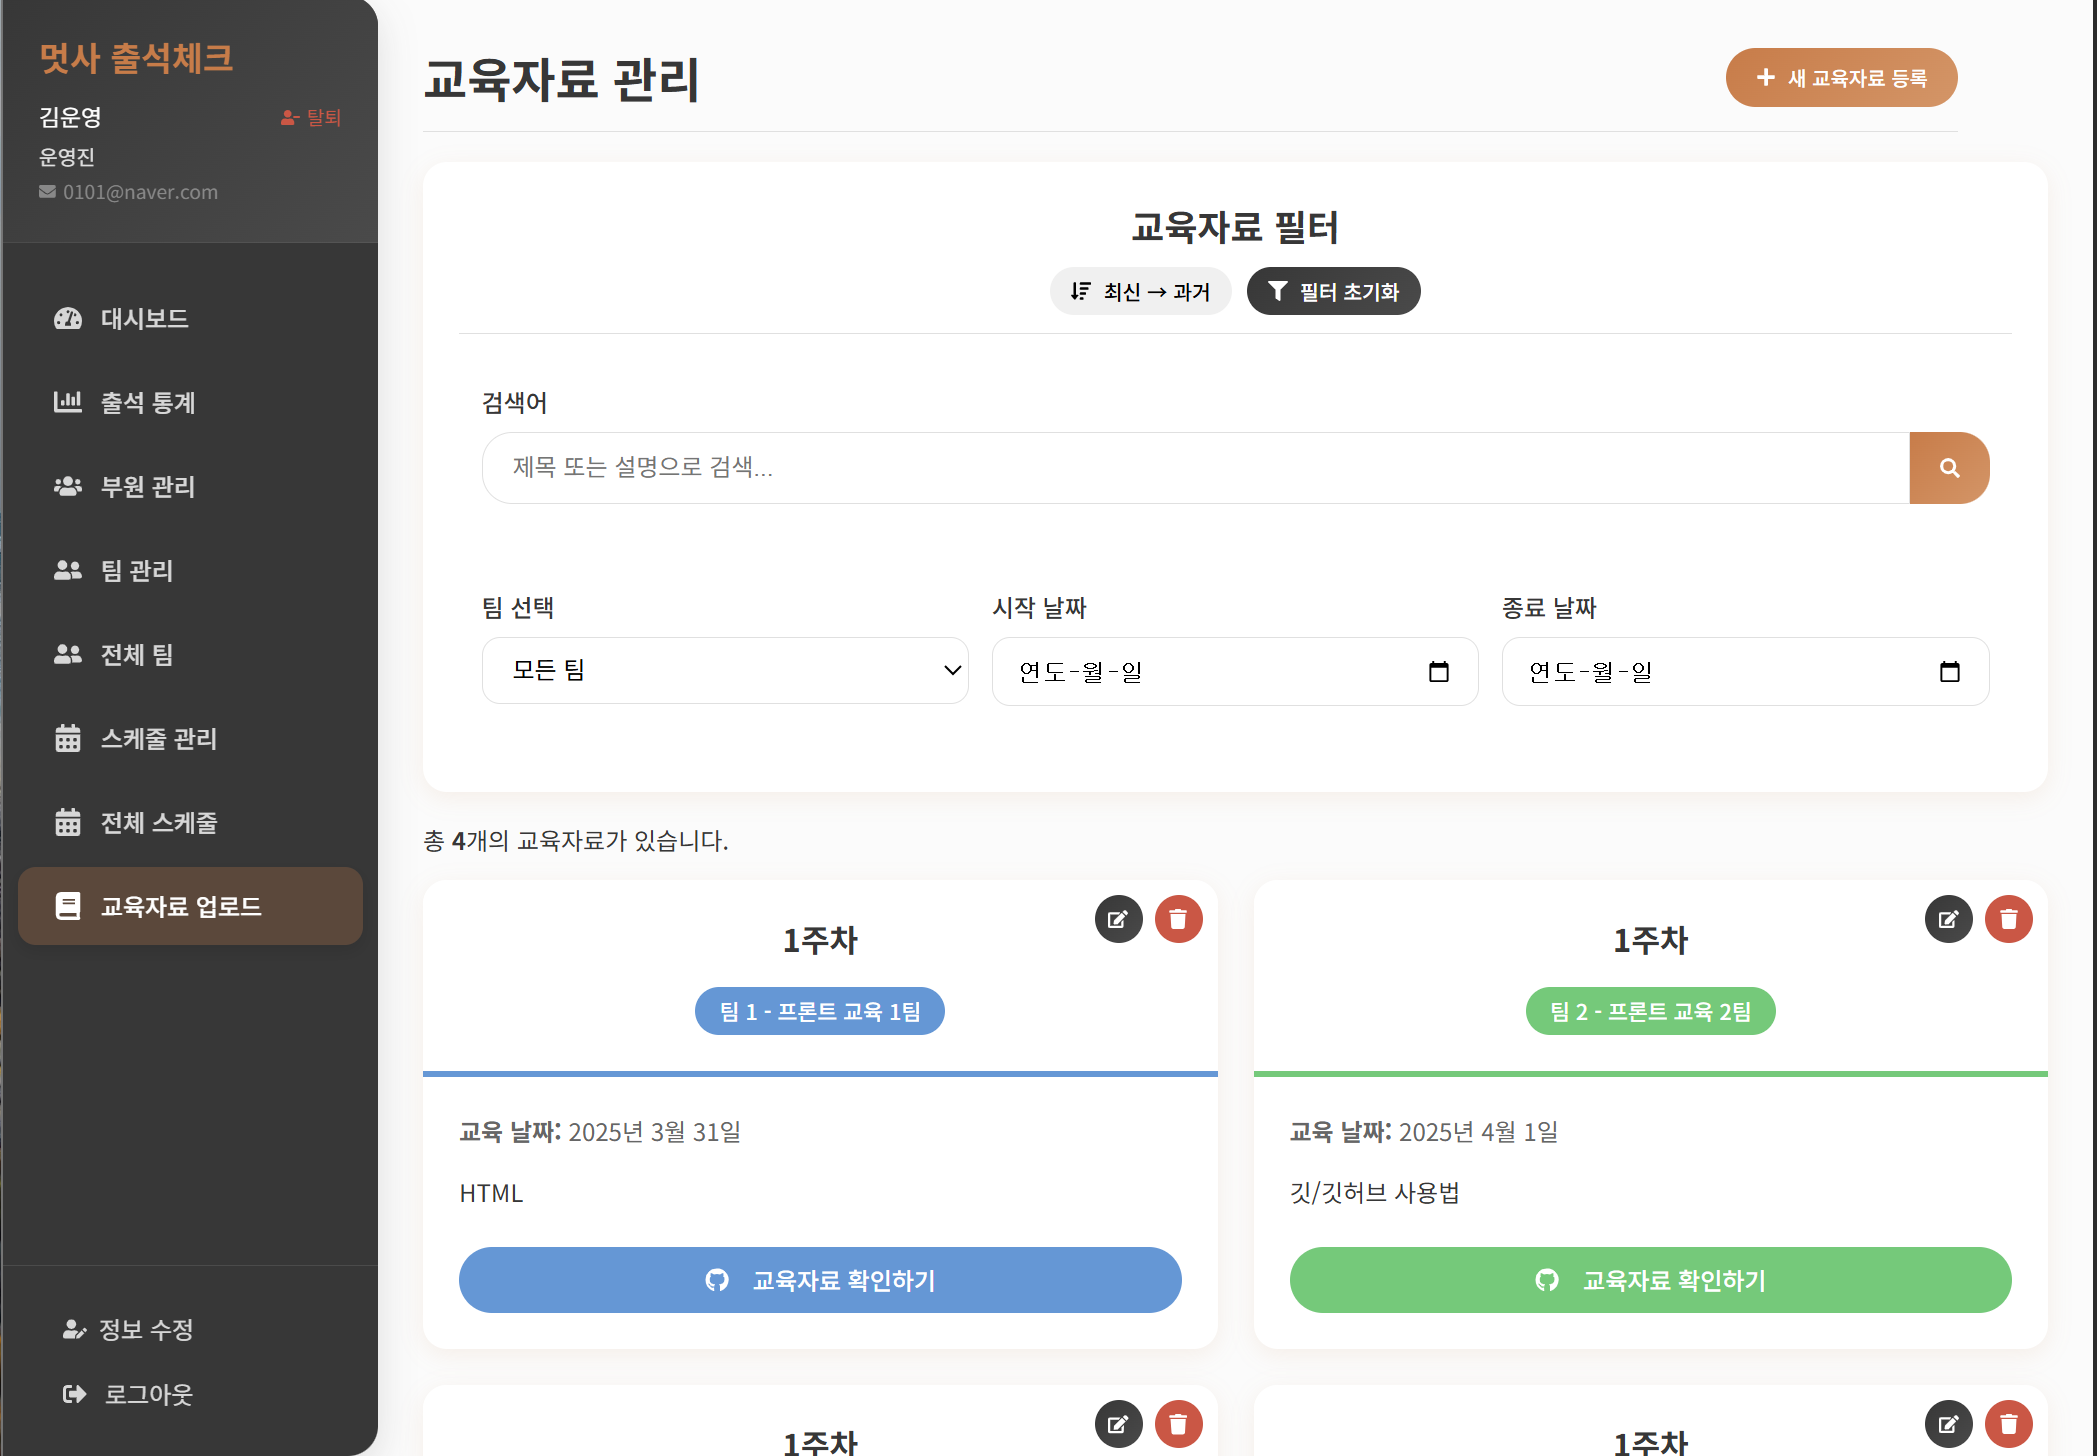 멋사 출석체크
김운영
탈퇴
운영진
0101@naver.com
대시보드
출석 통계
부원 관리
팀 관리
전체 팀
스케줄 관리
전체 스케줄
교육자료 업로드
정보 수정
로그아웃
교육자료 관리
+ 새 교육자료 등록
교육자료 필터
최신 → 과거
필터 초기화
검색어
제목 또는 설명으로 검색...
팀 선택
시작 날짜
종료 날짜
모든 팀
연도-월-일
연도-월-일
총 4개의 교육자료가 있습니다.
1주차
팀 1 - 프론트 교육 1팀
교육 날짜: 2025년 3월 31일
HTML
교육자료 확인하기
1주차
팀 2 - 프론트 교육 2팀
교육 날짜: 2025년 4월 1일
깃/깃허브 사용법
교육자료 확인하기
1주차
1주차